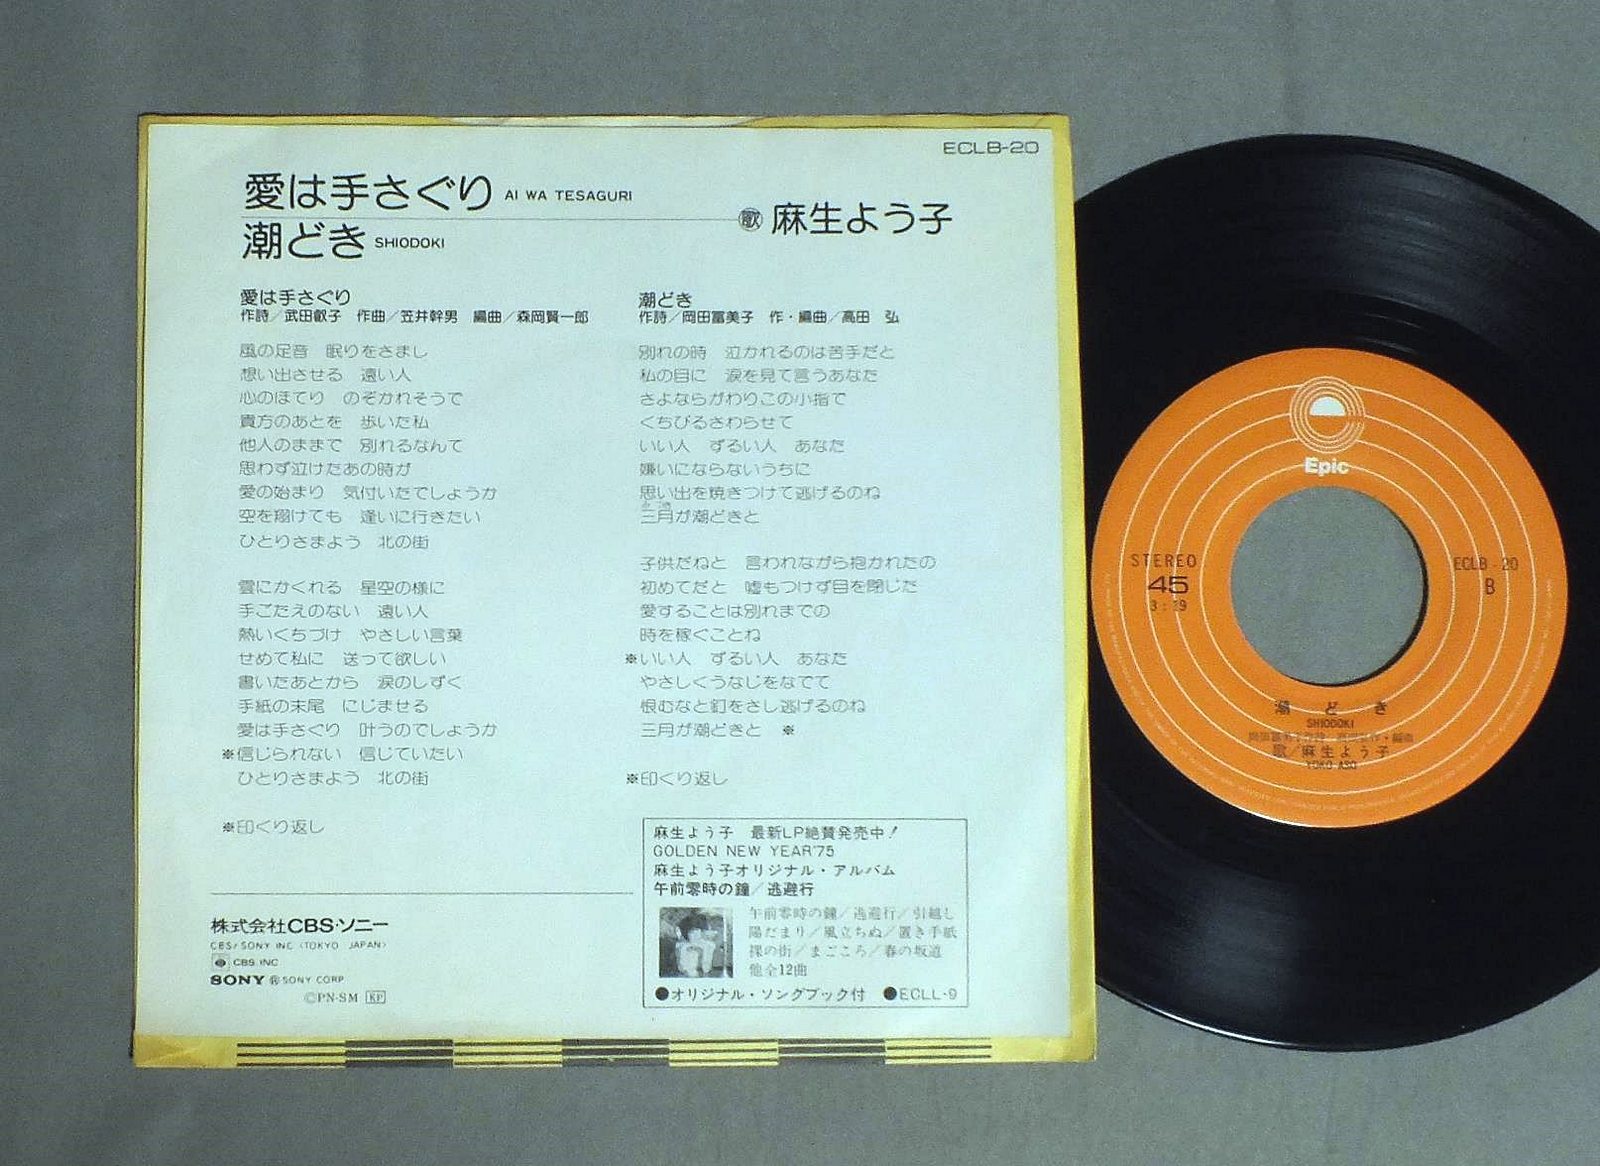 ECLB-20
愛は手さぐり AI WA TESAGURI
潮どき SHIODOKI
歌 麻生よう子
愛は手さぐり
作詩／武田叡子 作曲／笠井幹男 編曲／森岡賢一郎
風の足音 眠りをさまし
想い出させる 遠い人
心のほてり のぞかれそうで
貴方のあとを 歩いた私
他人のままで 別れるなんて
思わず泣けたあの時が
愛の始まり 気付いたでしょうか
空を翔けても 逢いに行きたい
ひとりさまよう 北の街
雲にかくれる 星空の様に
手ごたえのない 遠い人
熱いくちづけ やさしい言葉
せめて私に 送って欲しい
書いたあとから 涙のしずく
手紙の末尾 にじませる
愛は手さぐり 叶うのでしょうか
※信じられない 信じていたい
ひとりさまよう 北の街
※印くり返し
潮どき
作詩／岡田冨美子 作・編曲／高田 弘
別れの時 泣かれるのは苦手だと
私の目に 涙を見て言うあなた
さよならがわりこの小指で
くちびるさわらせて
いい人 ずるい人 あなた
嫌いにならないうちに
思い出を焼きつけて逃げるのね
三月が潮どきと
子供だねと 言われながら抱かれたの
初めてだと 嘘もつけず目を閉じた
愛することは別れまでの
時を稼ぐことね
※いい人 ずるい人 あなた
やさしくうなじをなでて
恨むなと釘をさし逃げるのね
三月が潮どきと ※
※印くり返し
麻生よう子 最新LP絶賛発売中！
GOLDEN NEW YEAR'75
麻生よう子オリジナル・アルバム
午前零時の鐘／逃避行
午前零時の鐘／逃避行／引越し
陽だまり／風立ちぬ／置き手紙
裸の街／まごころ／春の坂道
他全12曲
●オリジナル・ソングブック付 ●ECLL-9
株式会社CBS・ソニー
CBS/SONY INC (TOKYO JAPAN)
CBS INC
SONY ® SONY CORP
©PN-SM KP
Epic
STEREO
45
ECLB-20
B
潮どき
SHIODOKI
歌／麻生よう子
YOKO ASO